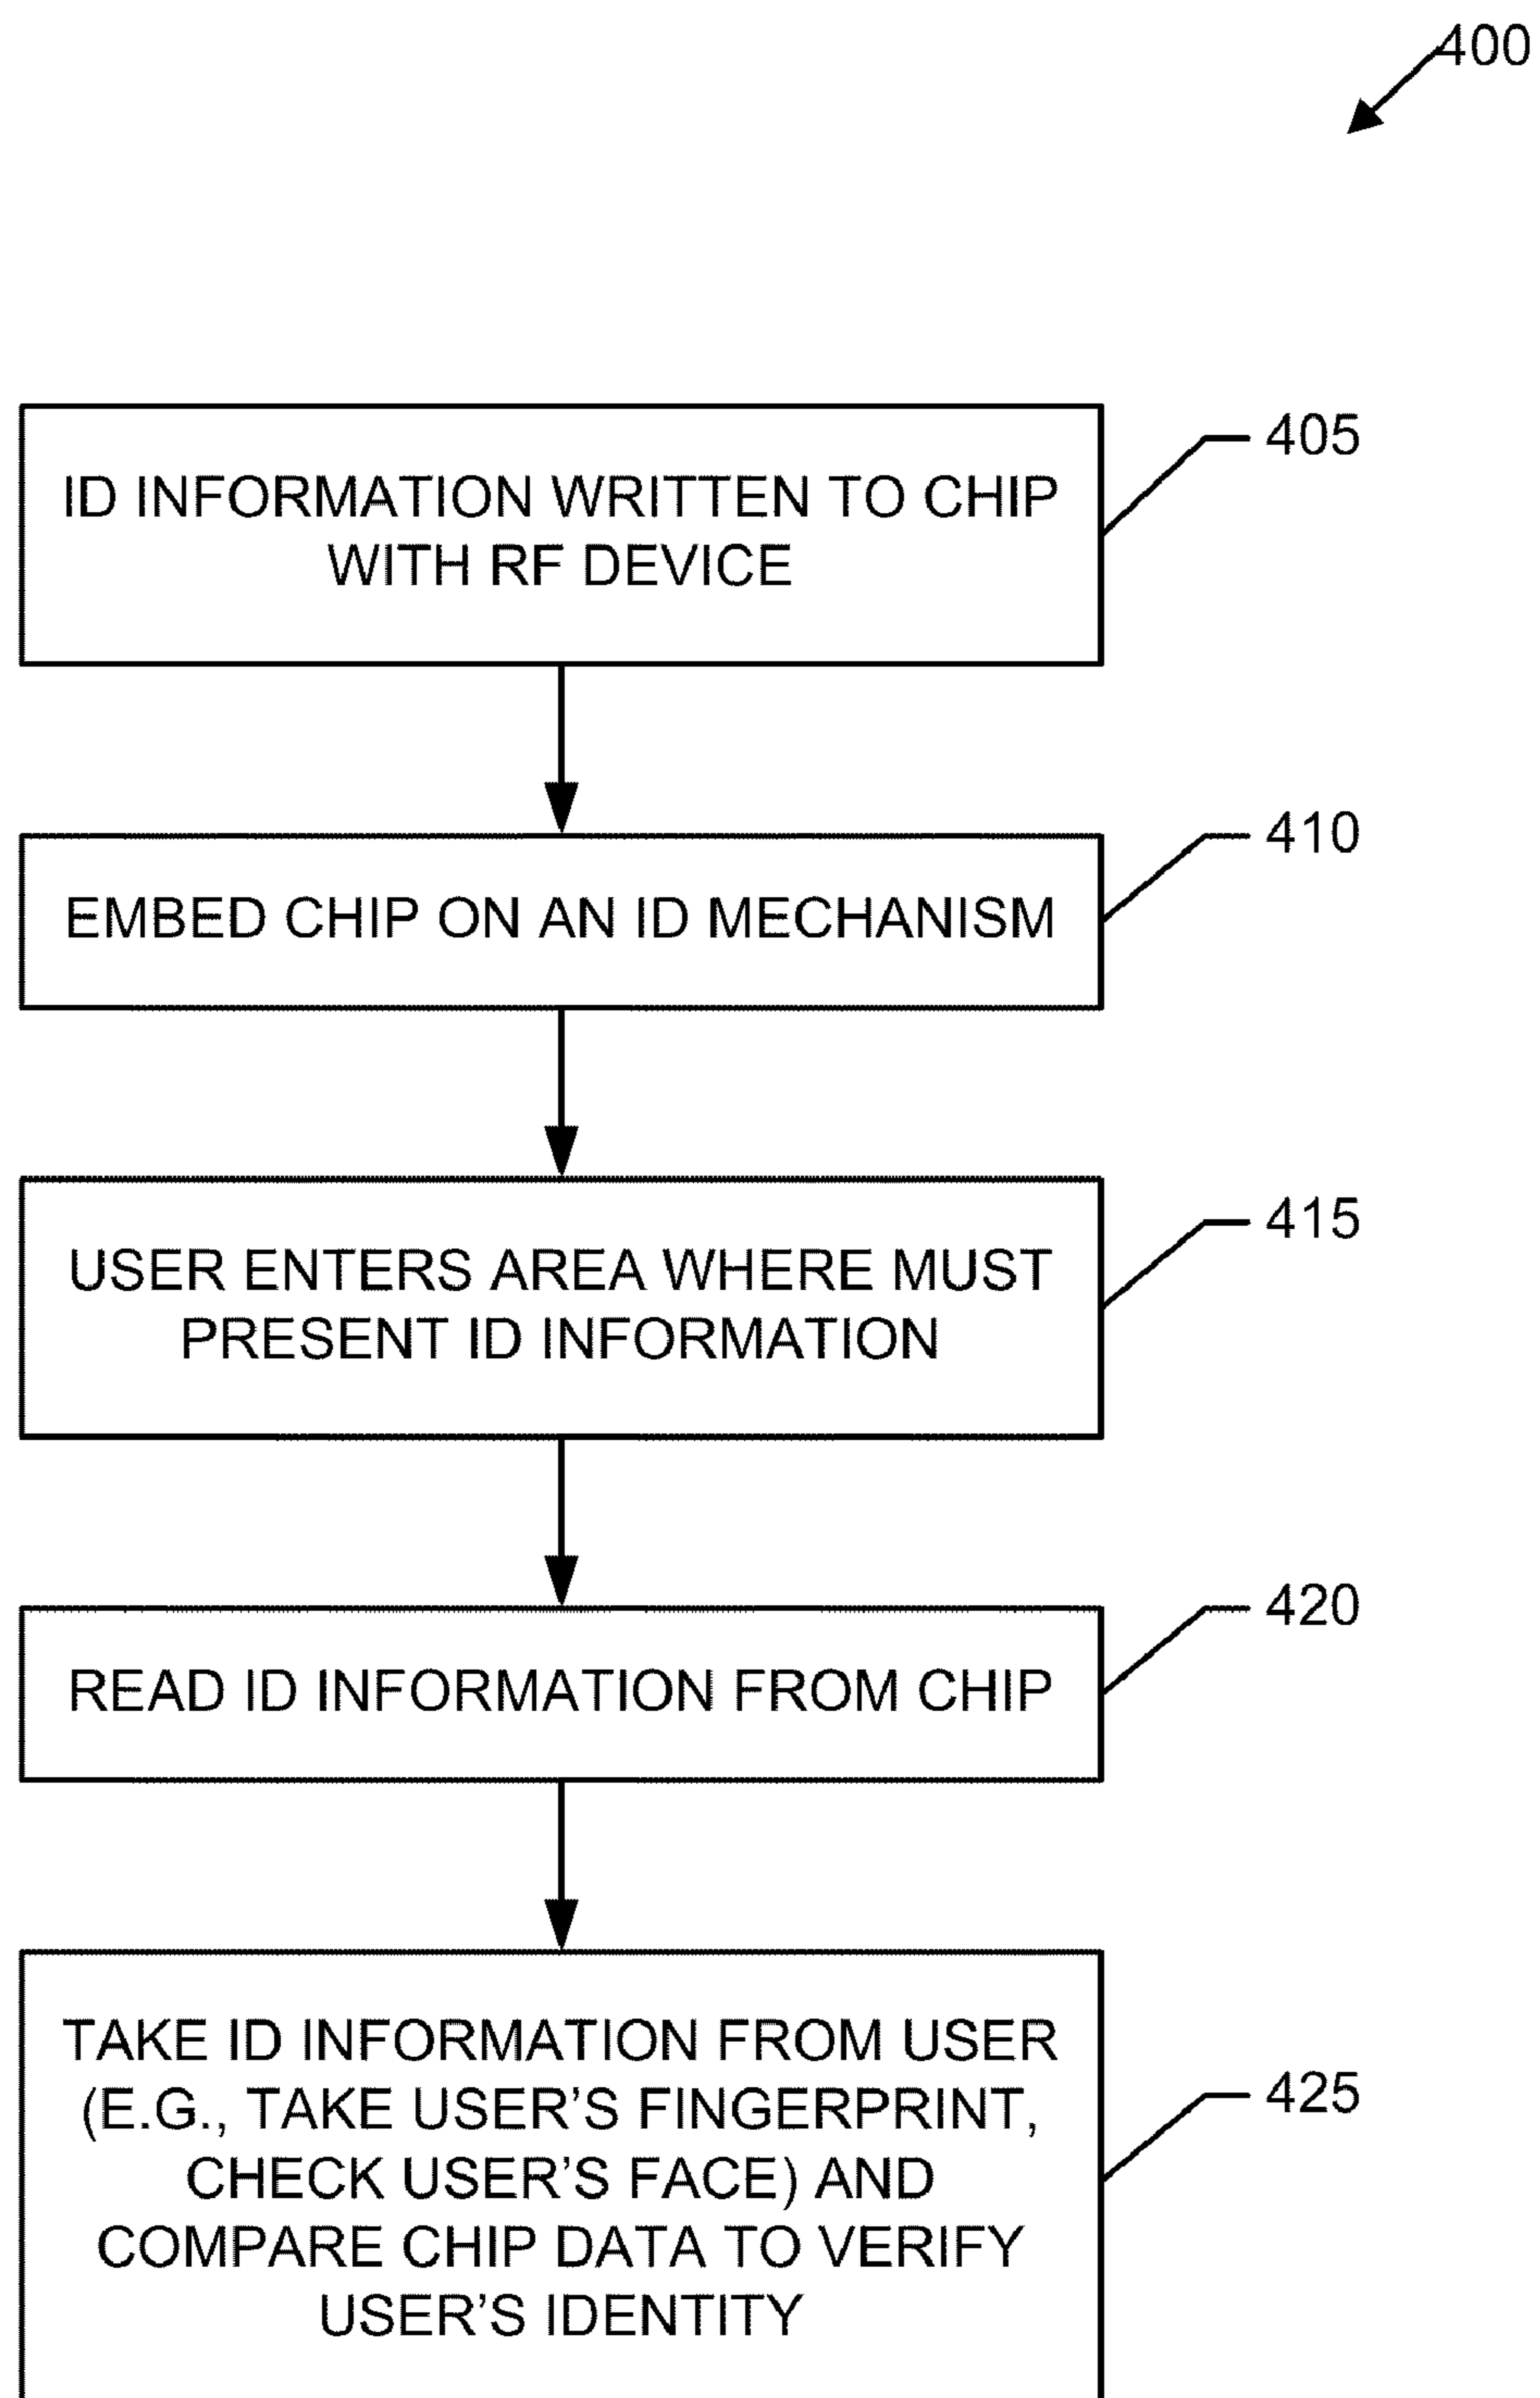 400
ID INFORMATION WRITTEN TO CHIP
WITH RF DEVICE
405
EMBED CHIP ON AN ID MECHANISM
410
USER ENTERS AREA WHERE MUST
PRESENT ID INFORMATION
415
READ ID INFORMATION FROM CHIP
420
TAKE ID INFORMATION FROM USER
(E.G., TAKE USER’S FINGERPRINT,
CHECK USER’S FACE) AND
COMPARE CHIP DATA TO VERIFY
USER’S IDENTITY
425